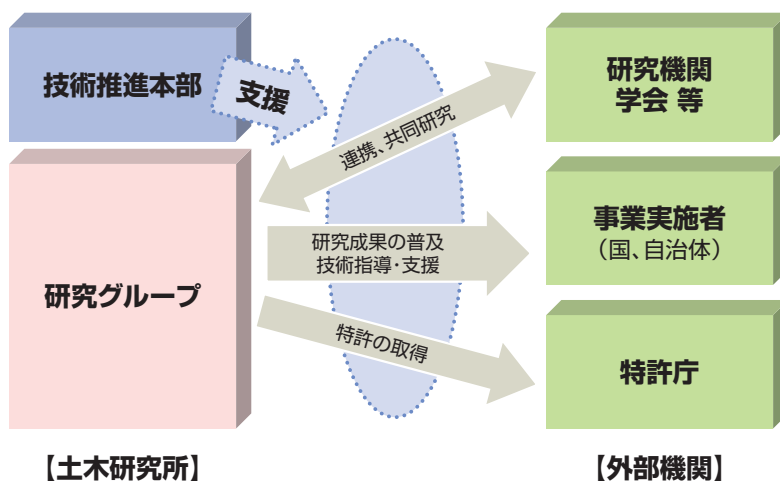 技術推進本部
支援
研究機関
学会 等
連携、共同研究
事業実施者
（国、自治体）
研究成果の普及
技術指導・支援
研究グループ
特許の取得
特許庁
【土木研究所】
【外部機関】